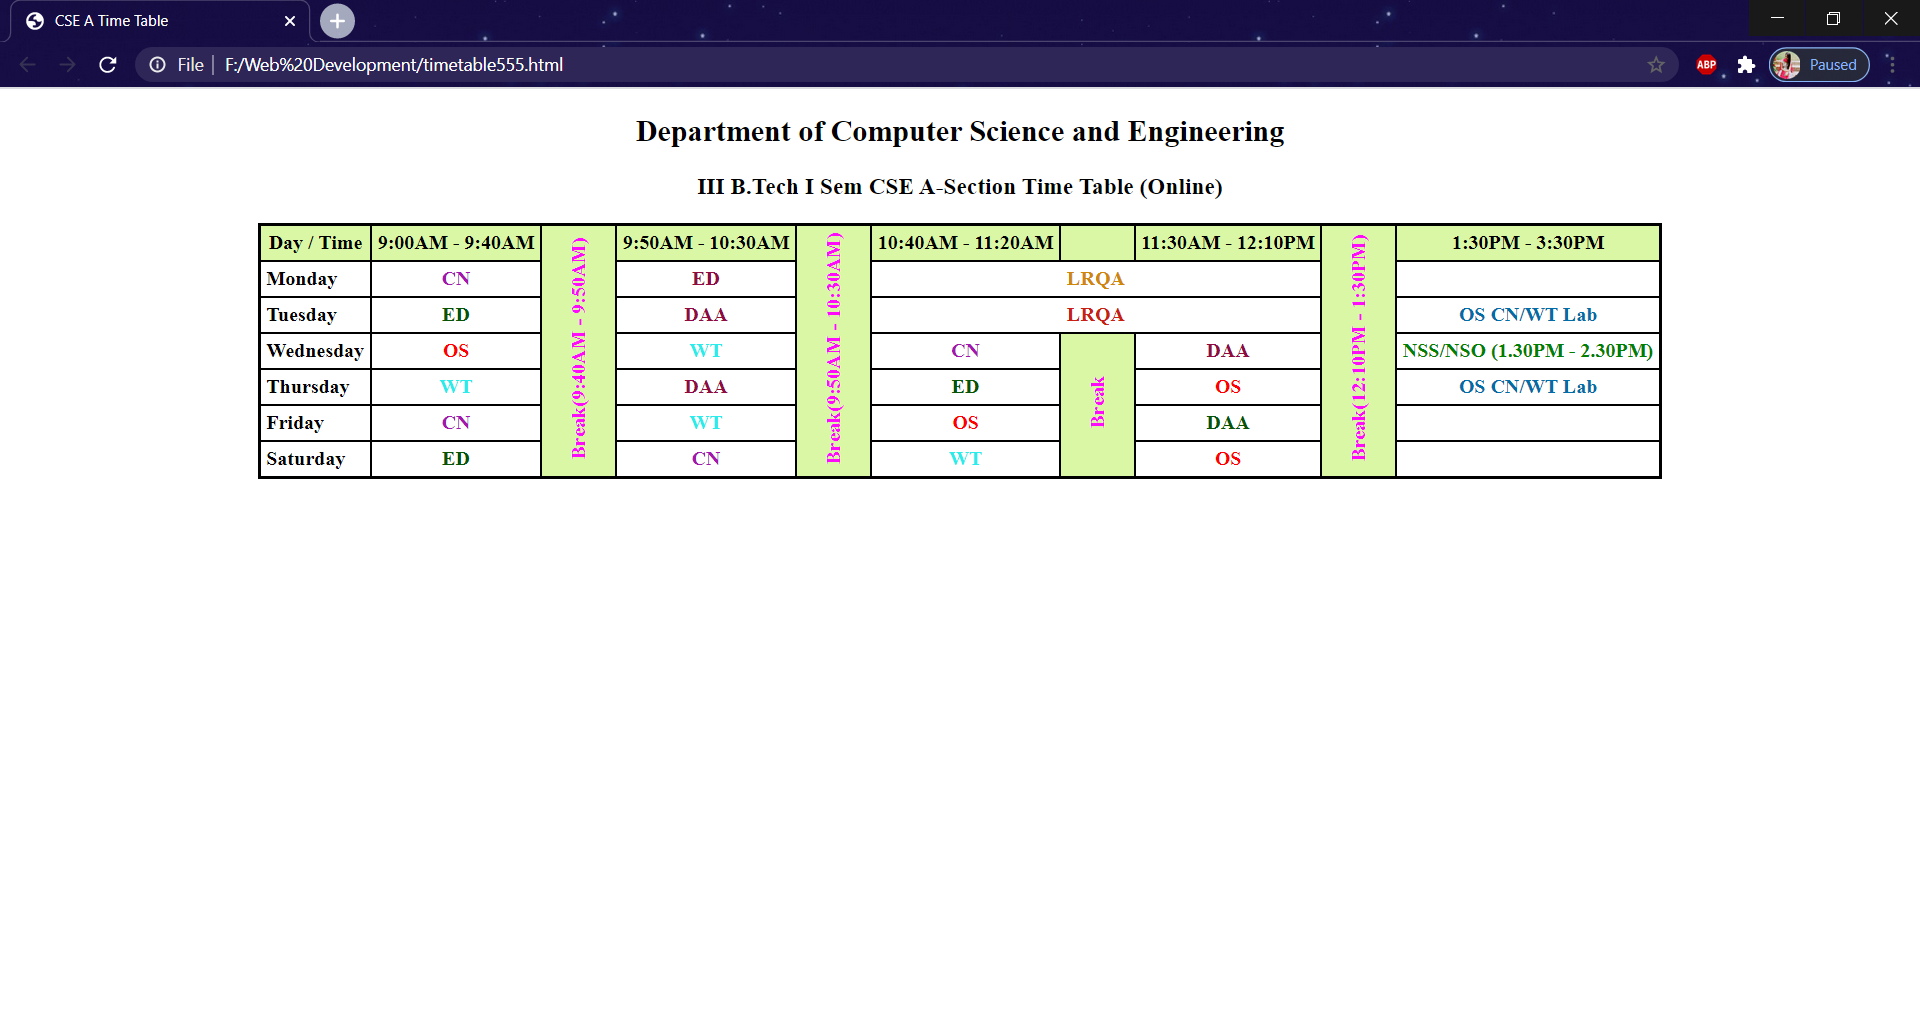 CSE A Time Table
File F:/Web%20Development/timetable555.html ABP Paused
Department of Computer Science and Engineering
III B.Tech I Sem CSE A-Section Time Table (Online)
Day / Time 9:00AM - 9:40AM Break(9:40AM - 9:50AM) 9:50AM - 10:30AM Break(9:50AM - 10:30AM) 10:40AM - 11:20AM 11:30AM - 12:10PM Break(12:10PM - 1:30PM) 1:30PM - 3:30PM
Monday CN ED LRQA
Tuesday ED DAA LRQA OS CN/WT Lab
Wednesday OS WT CN Break DAA NSS/NSO (1.30PM - 2.30PM)
Thursday WT DAA ED OS OS CN/WT Lab
Friday CN WT OS DAA
Saturday ED CN WT OS